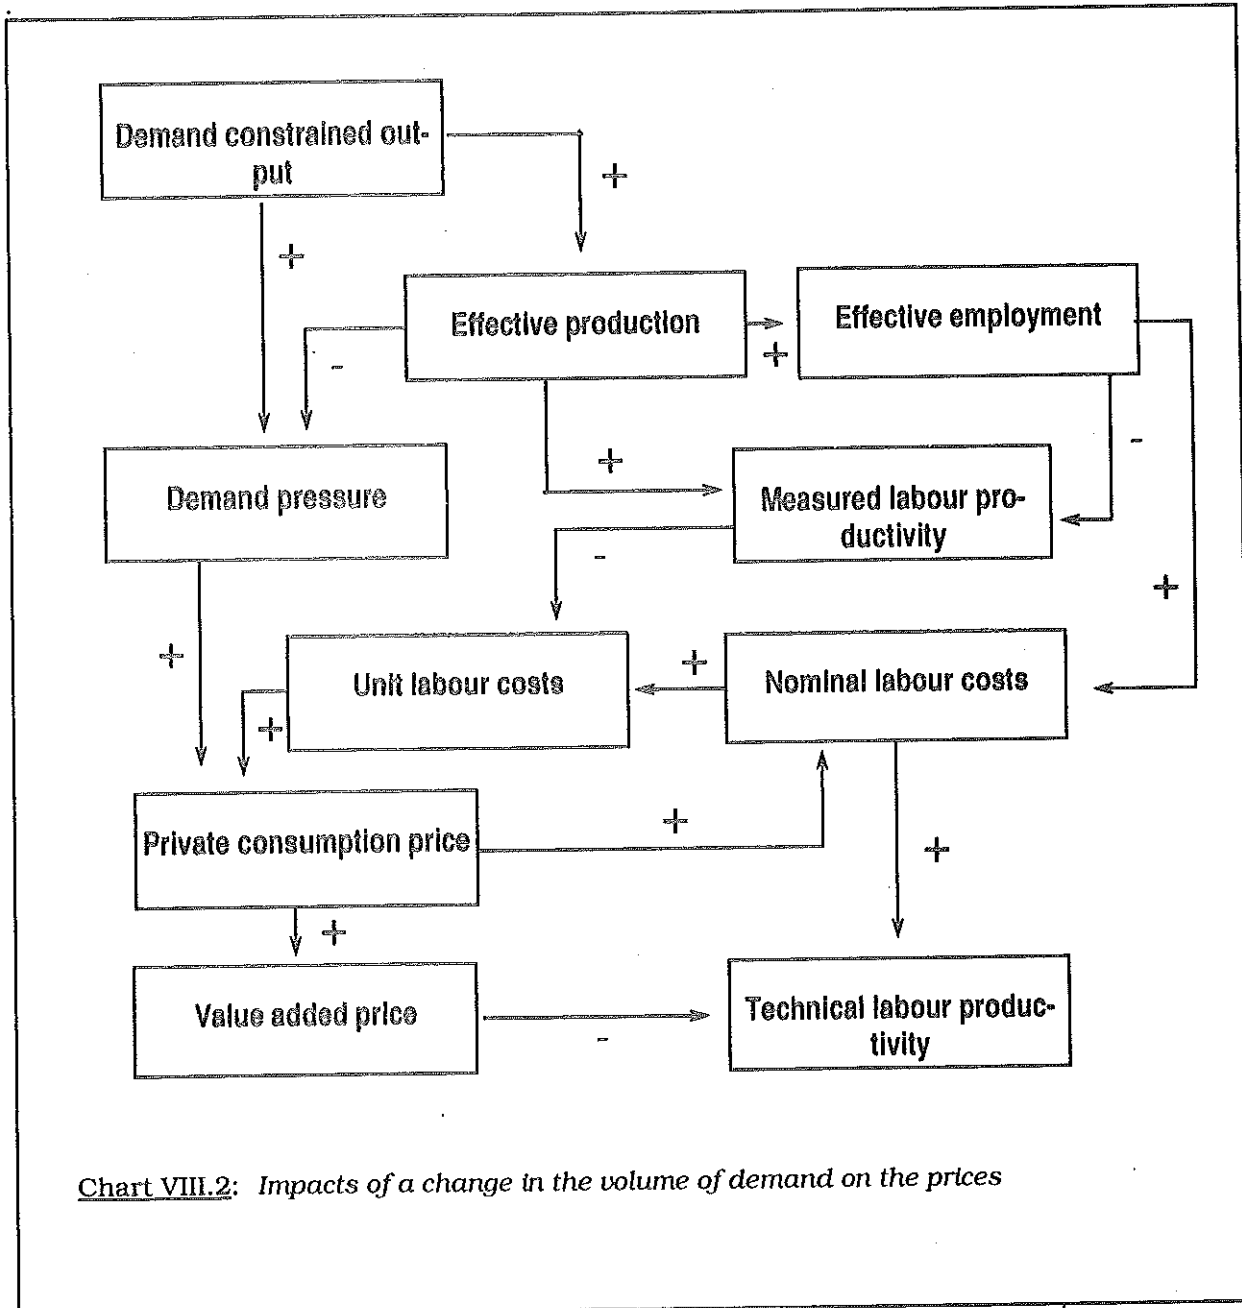 Demand constrained out-
put
+
+
Effective production
Effective employment
+
-
-
+
Demand pressure
Measured labour pro-
ductivity
-
+
+
+
Unit labour costs
Nominal labour costs
+
+
+
Private consumption price
+
Value added price
Technical labour produc-
tivity
-
Chart VIII.2: Impacts of a change in the volume of demand on the prices